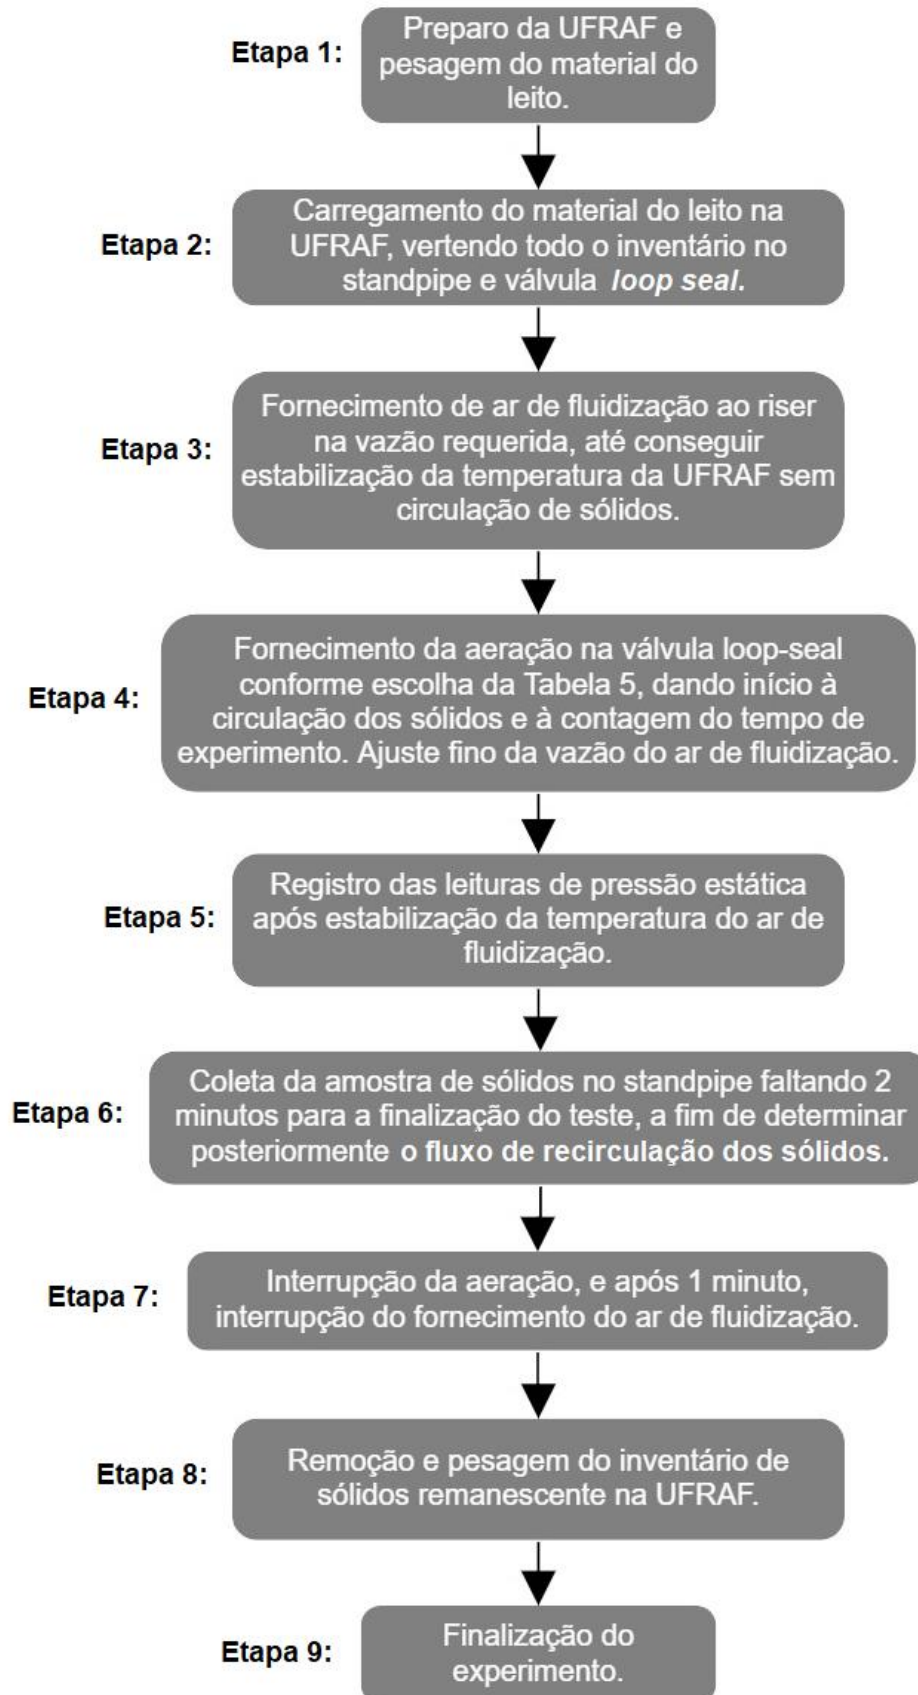 Etapa 1:
Preparo da UFRAF e
pesagem do material do
leito.
Etapa 2:
Carregamento do material do leito na
UFRAF, vertendo todo o inventário no
standpipe e válvula loop seal.
Etapa 3:
Fornecimento de ar de fluidização ao riser
na vazão requerida, até conseguir
estabilização da temperatura da UFRAF sem
circulação de sólidos.
Etapa 4:
Fornecimento da aeração na válvula loop-seal
conforme escolha da Tabela 5, dando início à
circulação dos sólidos e à contagem do tempo de
experimento. Ajuste fino da vazão do ar de fluidização.
Etapa 5:
Registro das leituras de pressão estática
após estabilização da temperatura do ar de
fluidização.
Etapa 6:
Coleta da amostra de sólidos no standpipe faltando 2
minutos para a finalização do teste, a fim de determinar
posteriormente o fluxo de recirculação dos sólidos.
Etapa 7:
Interrupção da aeração, e após 1 minuto,
interrupção do fornecimento do ar de fluidização.
Etapa 8:
Remoção e pesagem do inventário de
sólidos remanescente na UFRAF.
Etapa 9:
Finalização do
experimento.